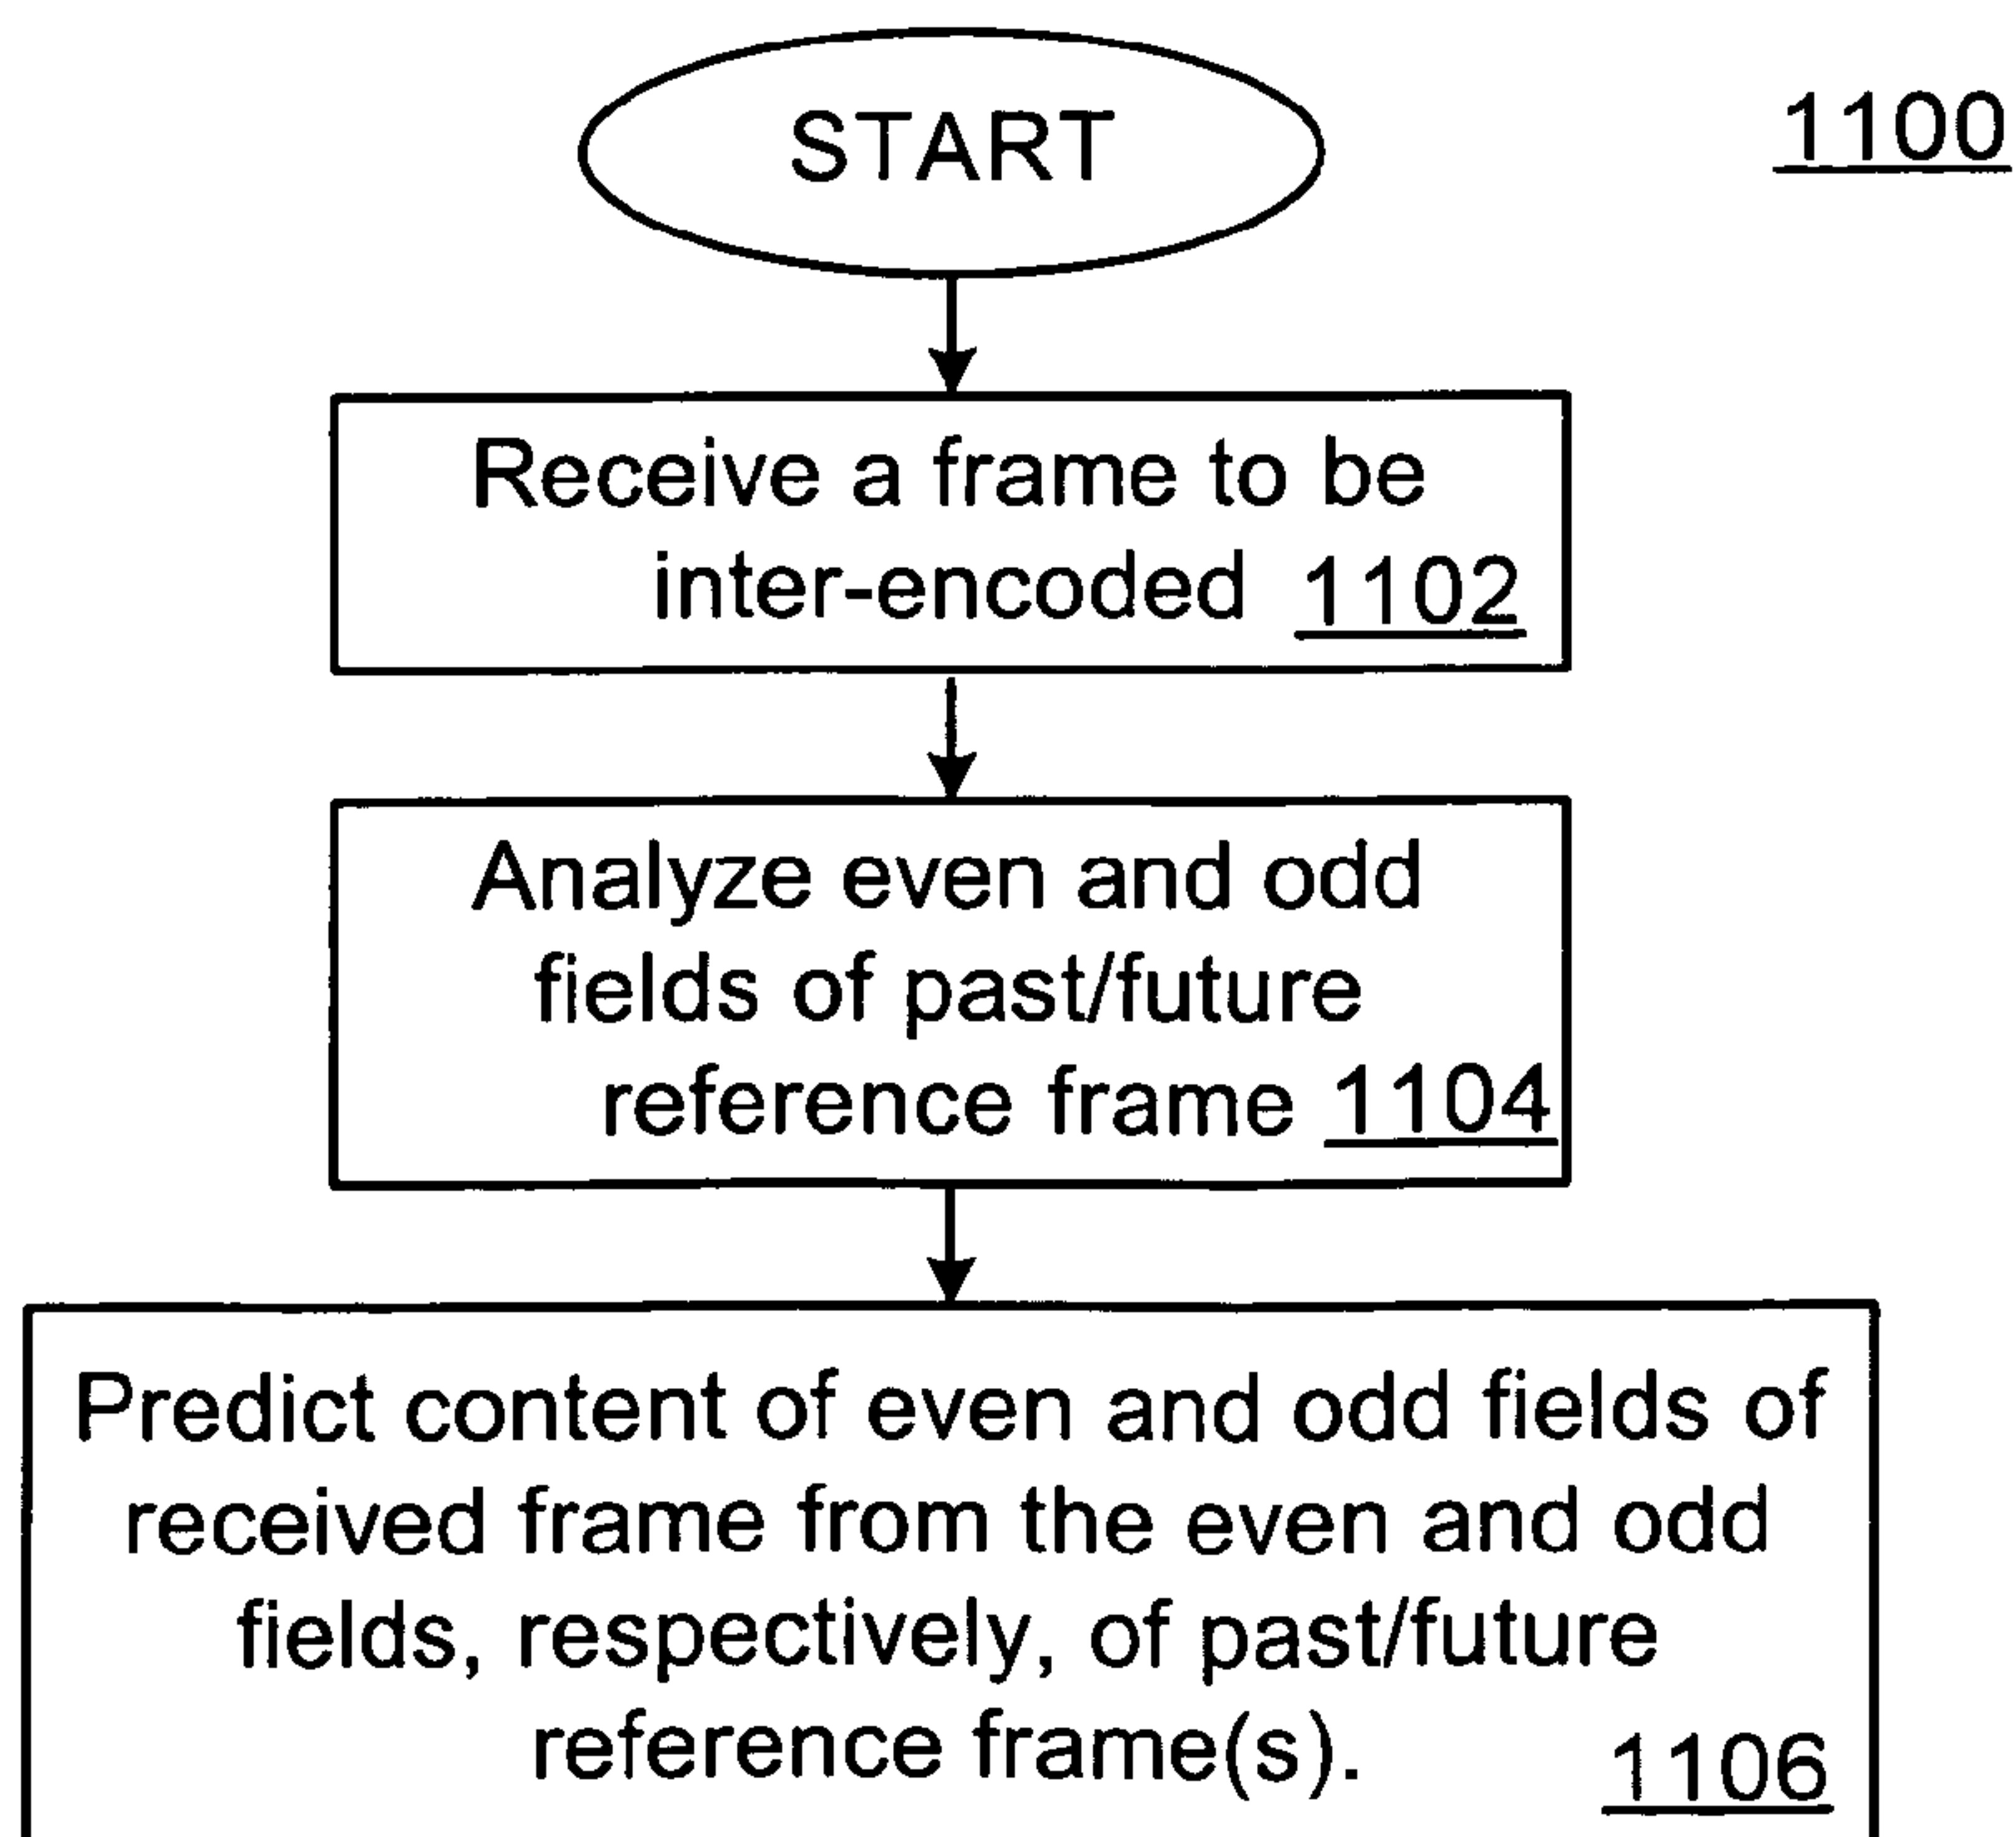 START
1100
Receive a frame to be
inter-encoded 1102
Analyze even and odd
fields of past/future
reference frame 1104
Predict content of even and odd fields of
received frame from the even and odd
fields, respectively, of past/future
reference frame(s).
1106